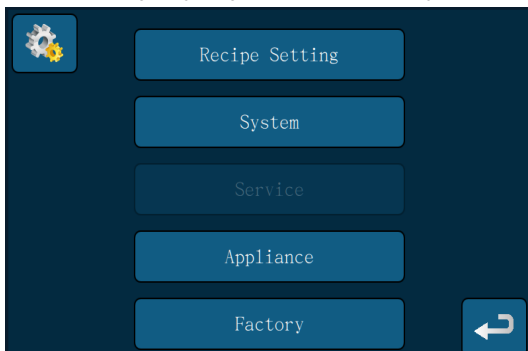 Recipe Setting
System
Service
Appliance
Factory